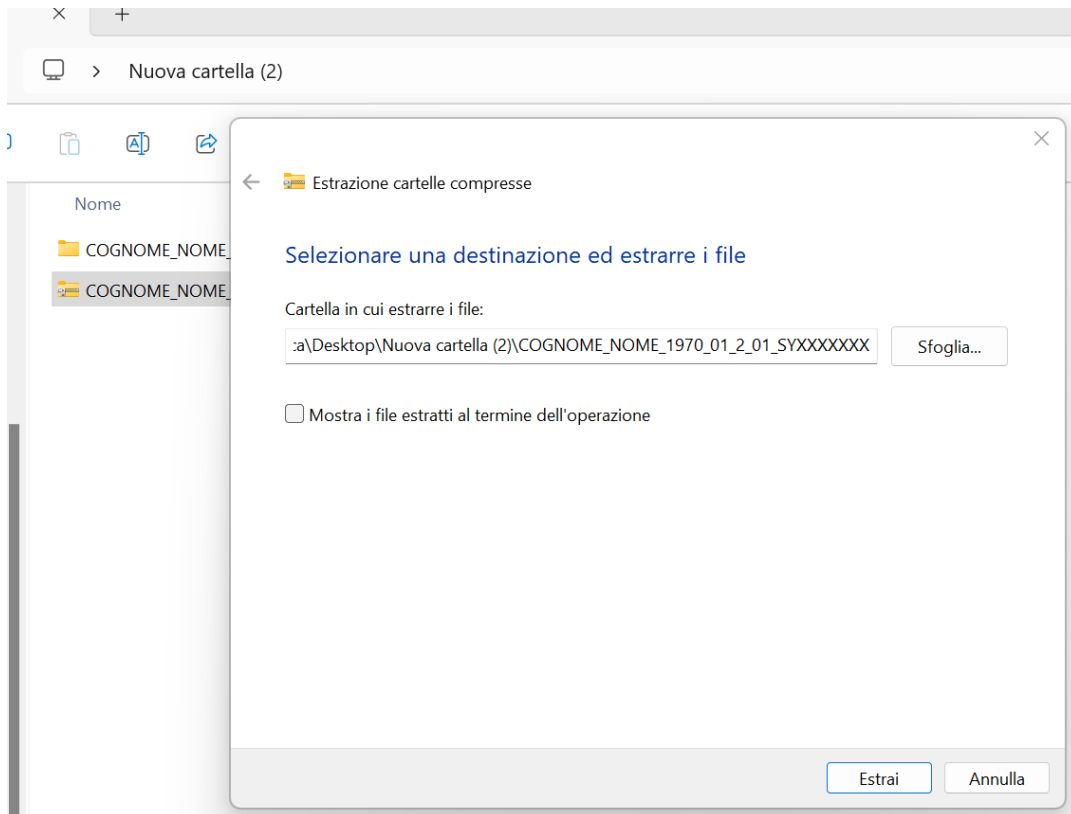 Nuova cartella (2)
Estrazione cartelle compresse
Nome
COGNOME_NOME_
COGNOME_NOME_
Selezionare una destinazione ed estrarre i file
Cartella in cui estrarre i file:
:a\Desktop\Nuova cartella (2)\COGNOME_NOME_1970_01_2_01_SYXXXXXXX
Sfoglia...
Mostra i file estratti al termine dell'operazione
Estrai
Annulla